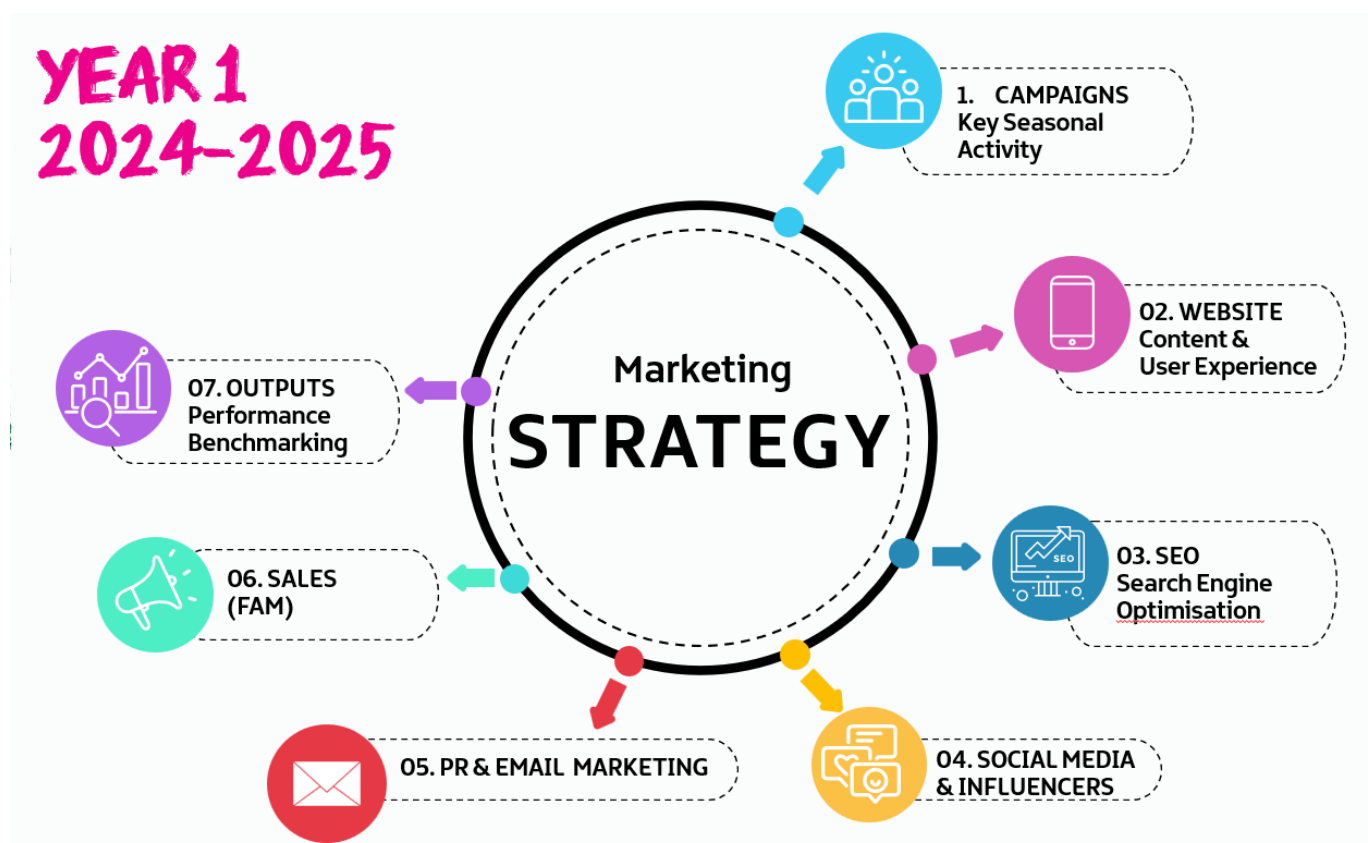 YEAR 1
2024-2025
Marketing
STRATEGY
1. CAMPAIGNS
Key Seasonal
Activity
02. WEBSITE
Content &
User Experience
SEO
03. SEO
Search Engine
Optimisation
04. SOCIAL MEDIA
& INFLUENCERS
05. PR & EMAIL MARKETING
06. SALES
(FAM)
07. OUTPUTS
Performance
Benchmarking